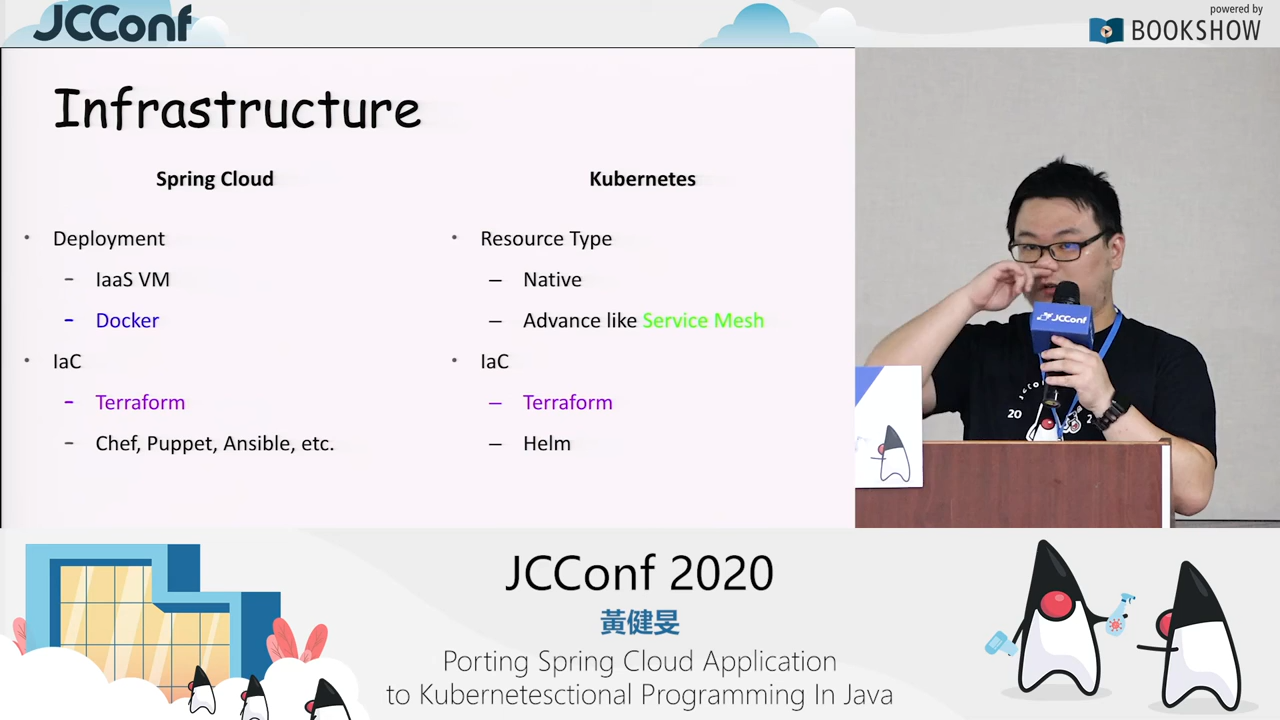 JCConf
powered by
BOOKSHOW
Infrastructure
Spring Cloud
Kubernetes
• Deployment
– IaaS VM
– Docker
• IaC
– Terraform
– Chef, Puppet, Ansible, etc.
• Resource Type
– Native
– Advance like Service Mesh
• IaC
– Terraform
– Helm
JCConf
20
JCConf 2020
黃健旻
Porting Spring Cloud Application
to Kubernetesctional Programming In Java